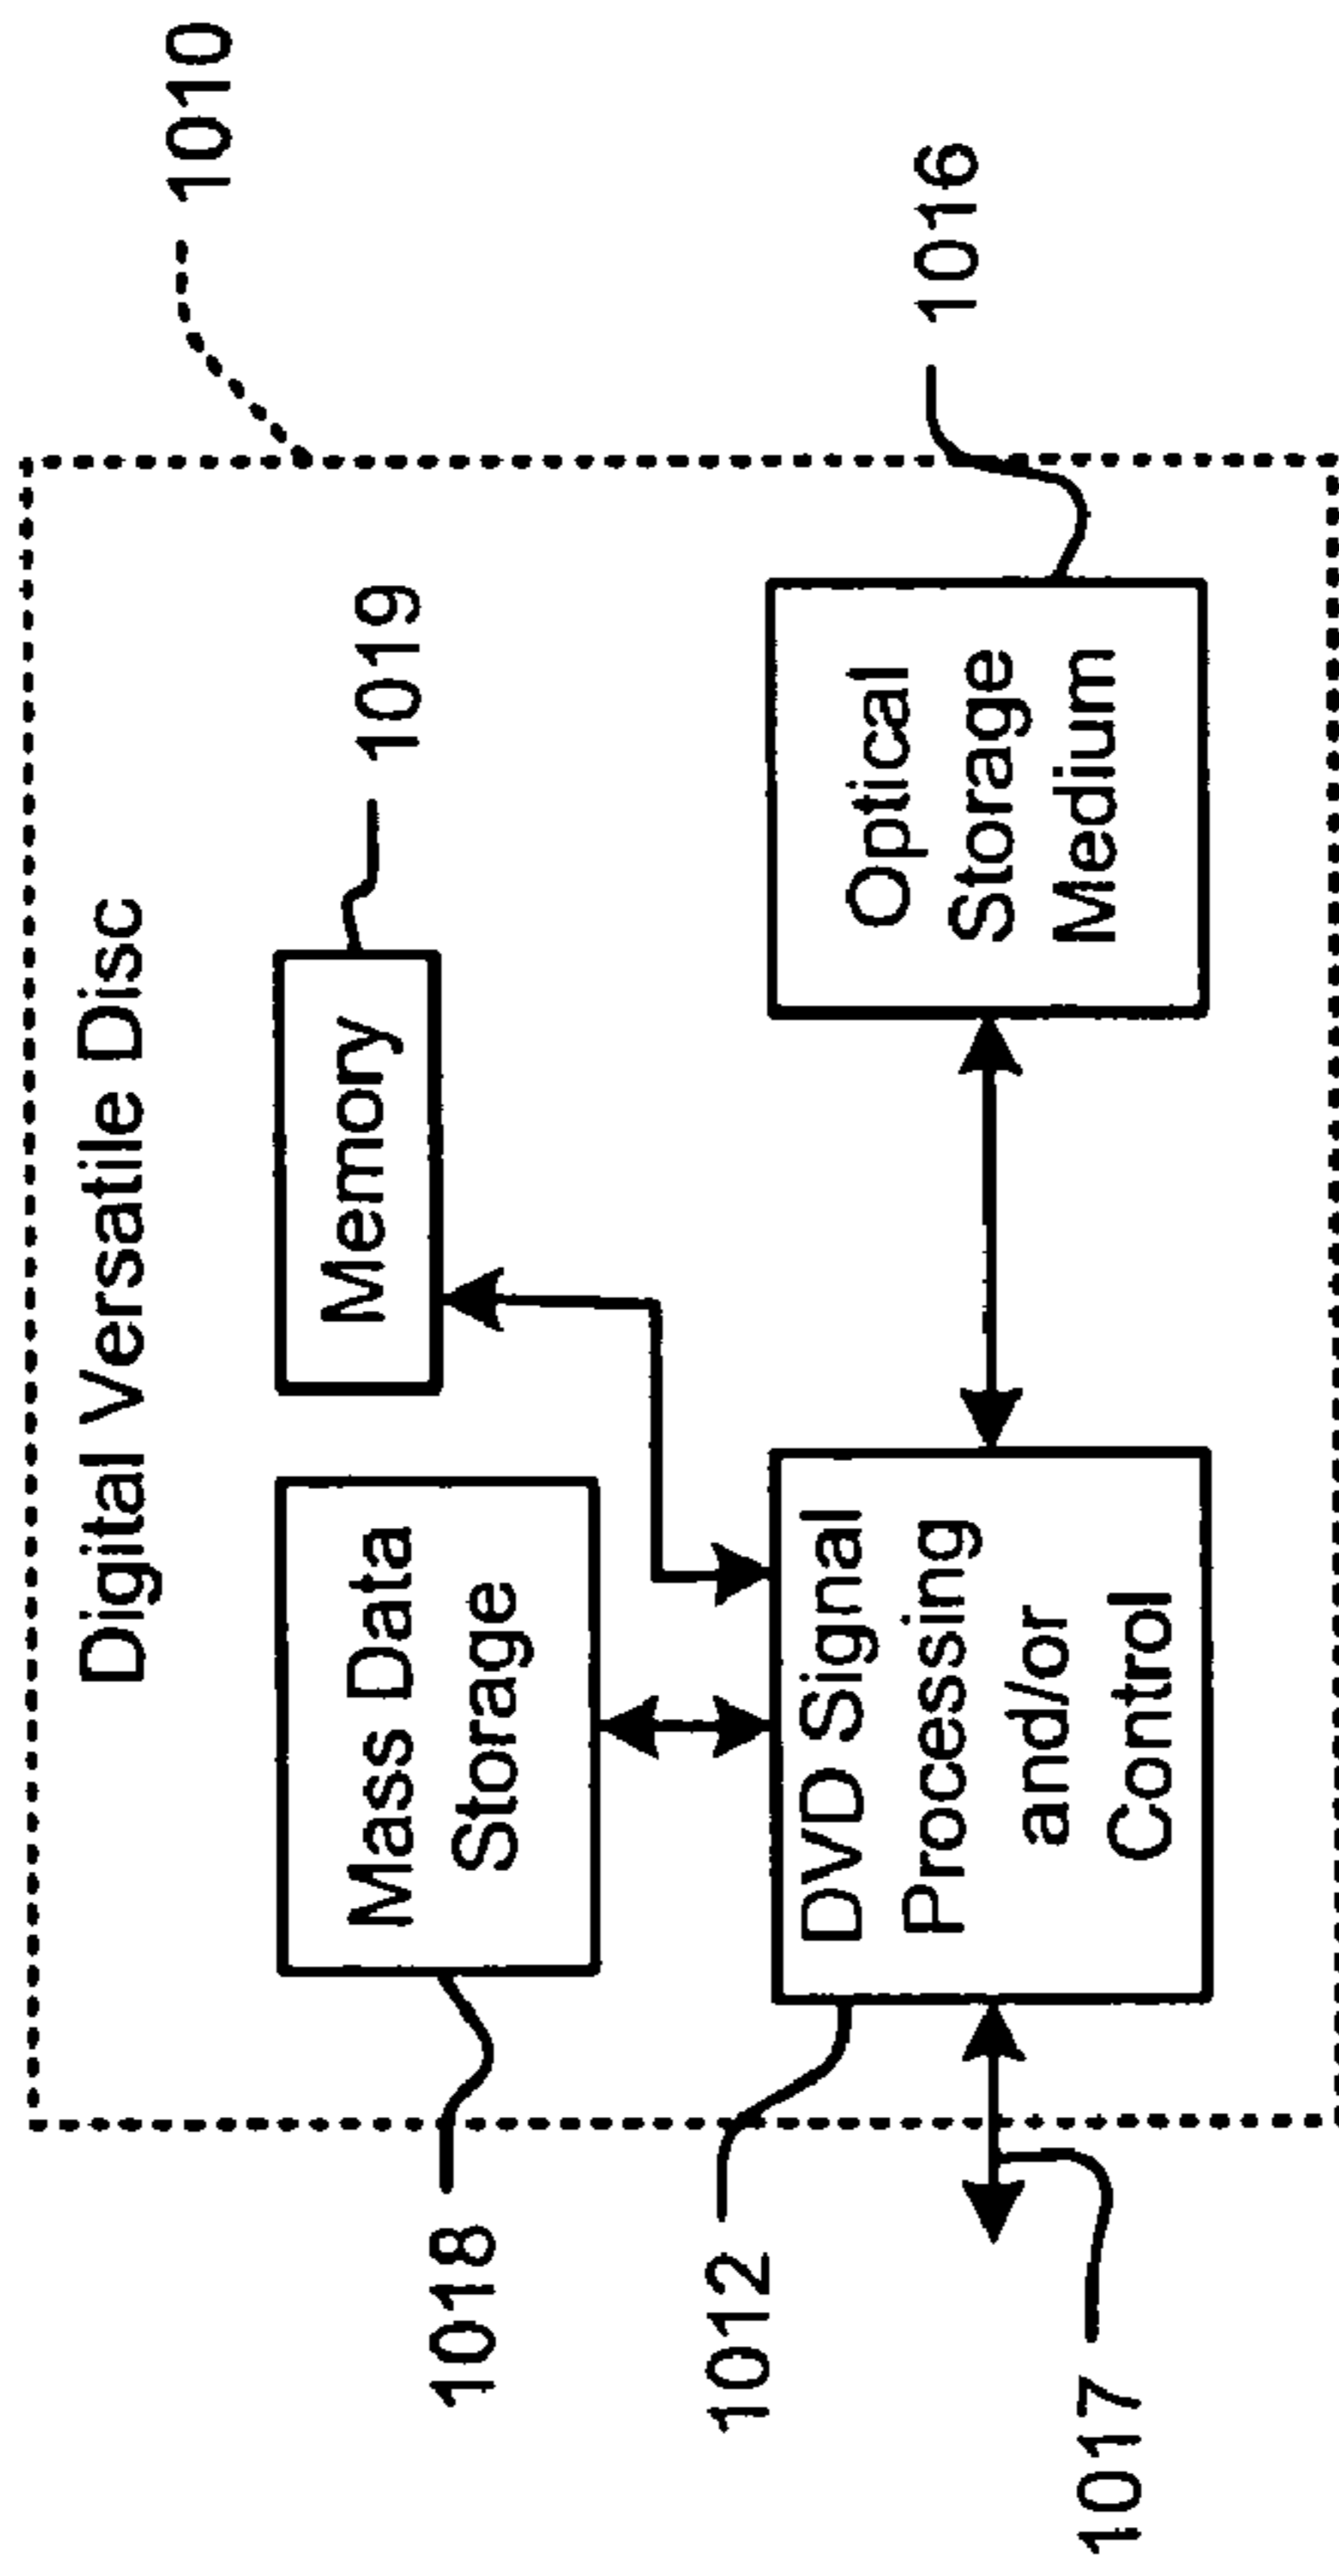 1010
Digital Versatile Disc
1018
Mass Data
Storage
Memory
1019
1012
DVD Signal
Processing
and/or
Control
Optical
Storage
Medium
1016
1017